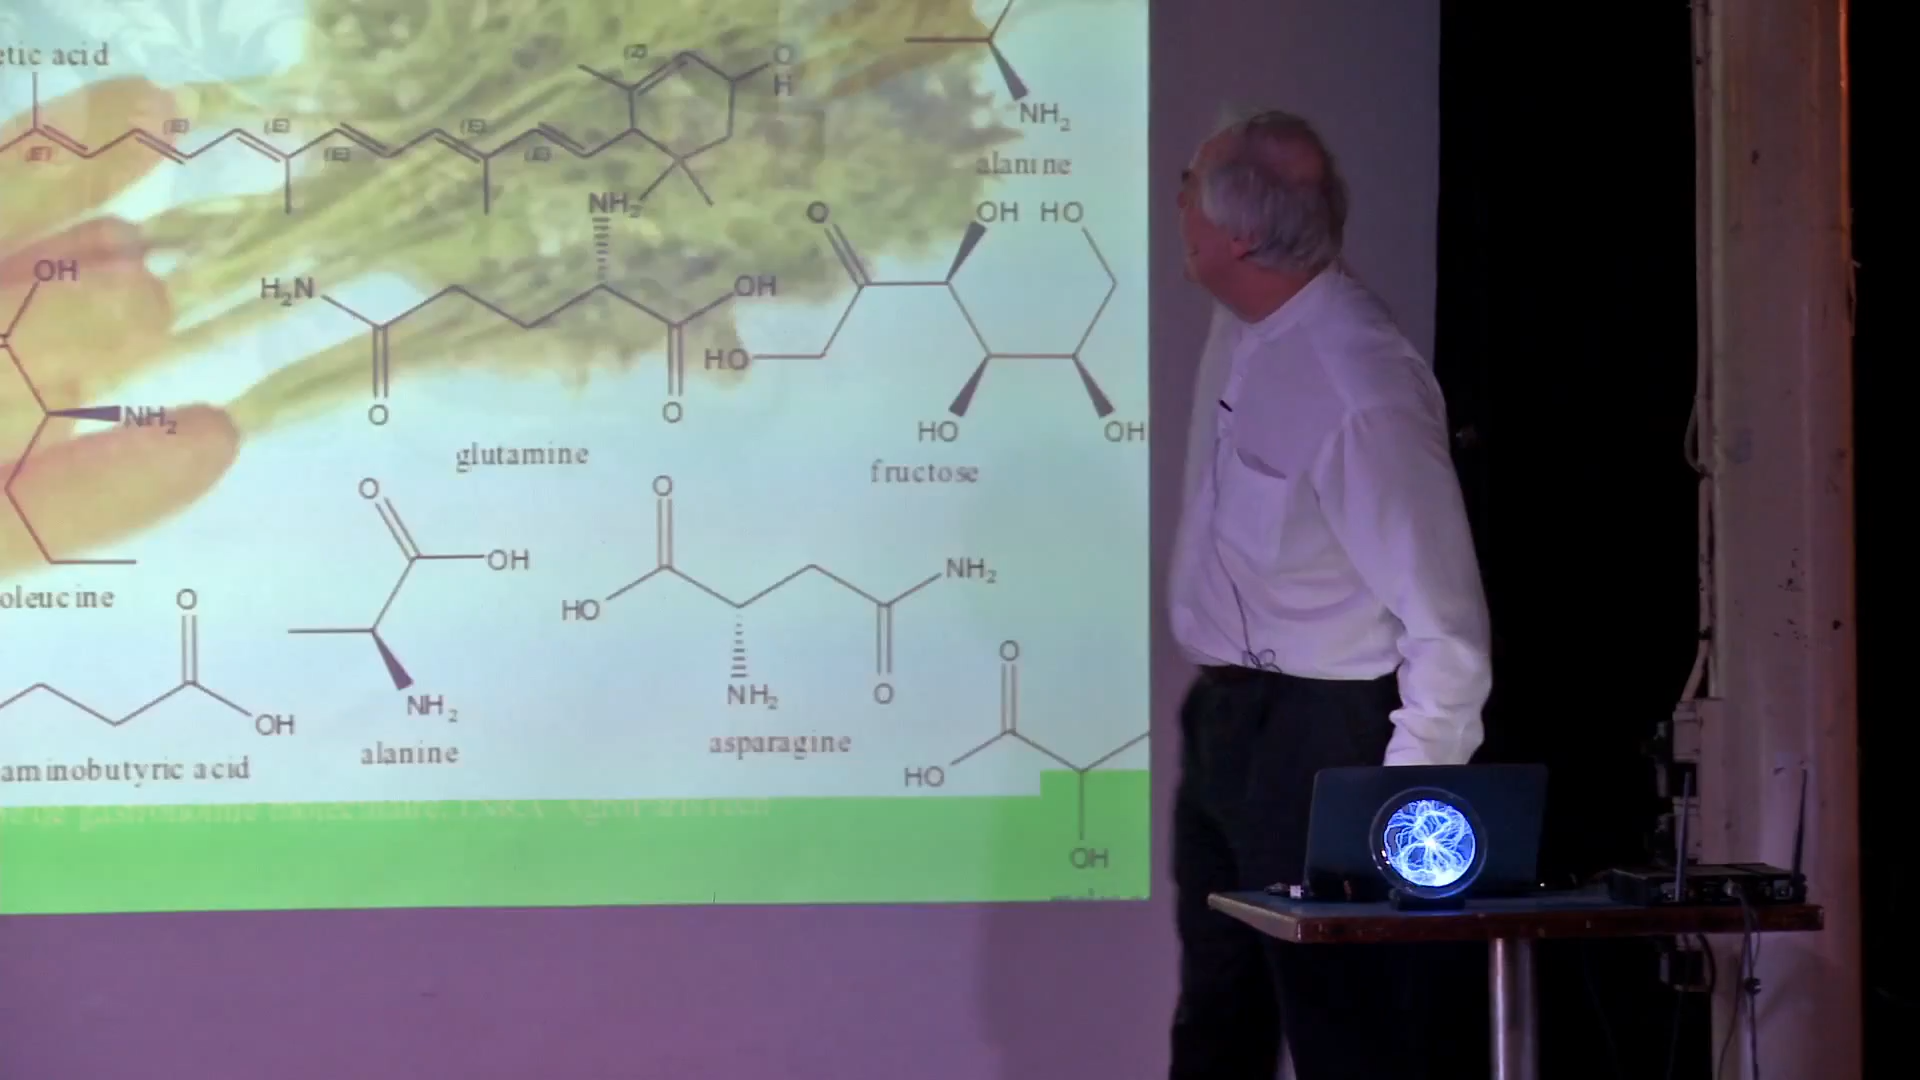 etic acid
(Z)
O
H
(E) (E) (E)
(E) (E) (E)
NH2
alanine
NH2
O
OH HO
OH
H2N
OH
HO
NH2
O
O
HO
OH
glutamine
fructose
O
O
OH
NH2
oleucine
O
HO
NH2
O
NH2
O
OH
NH2
HO
alanine
asparagine
aminobutyric acid
OH